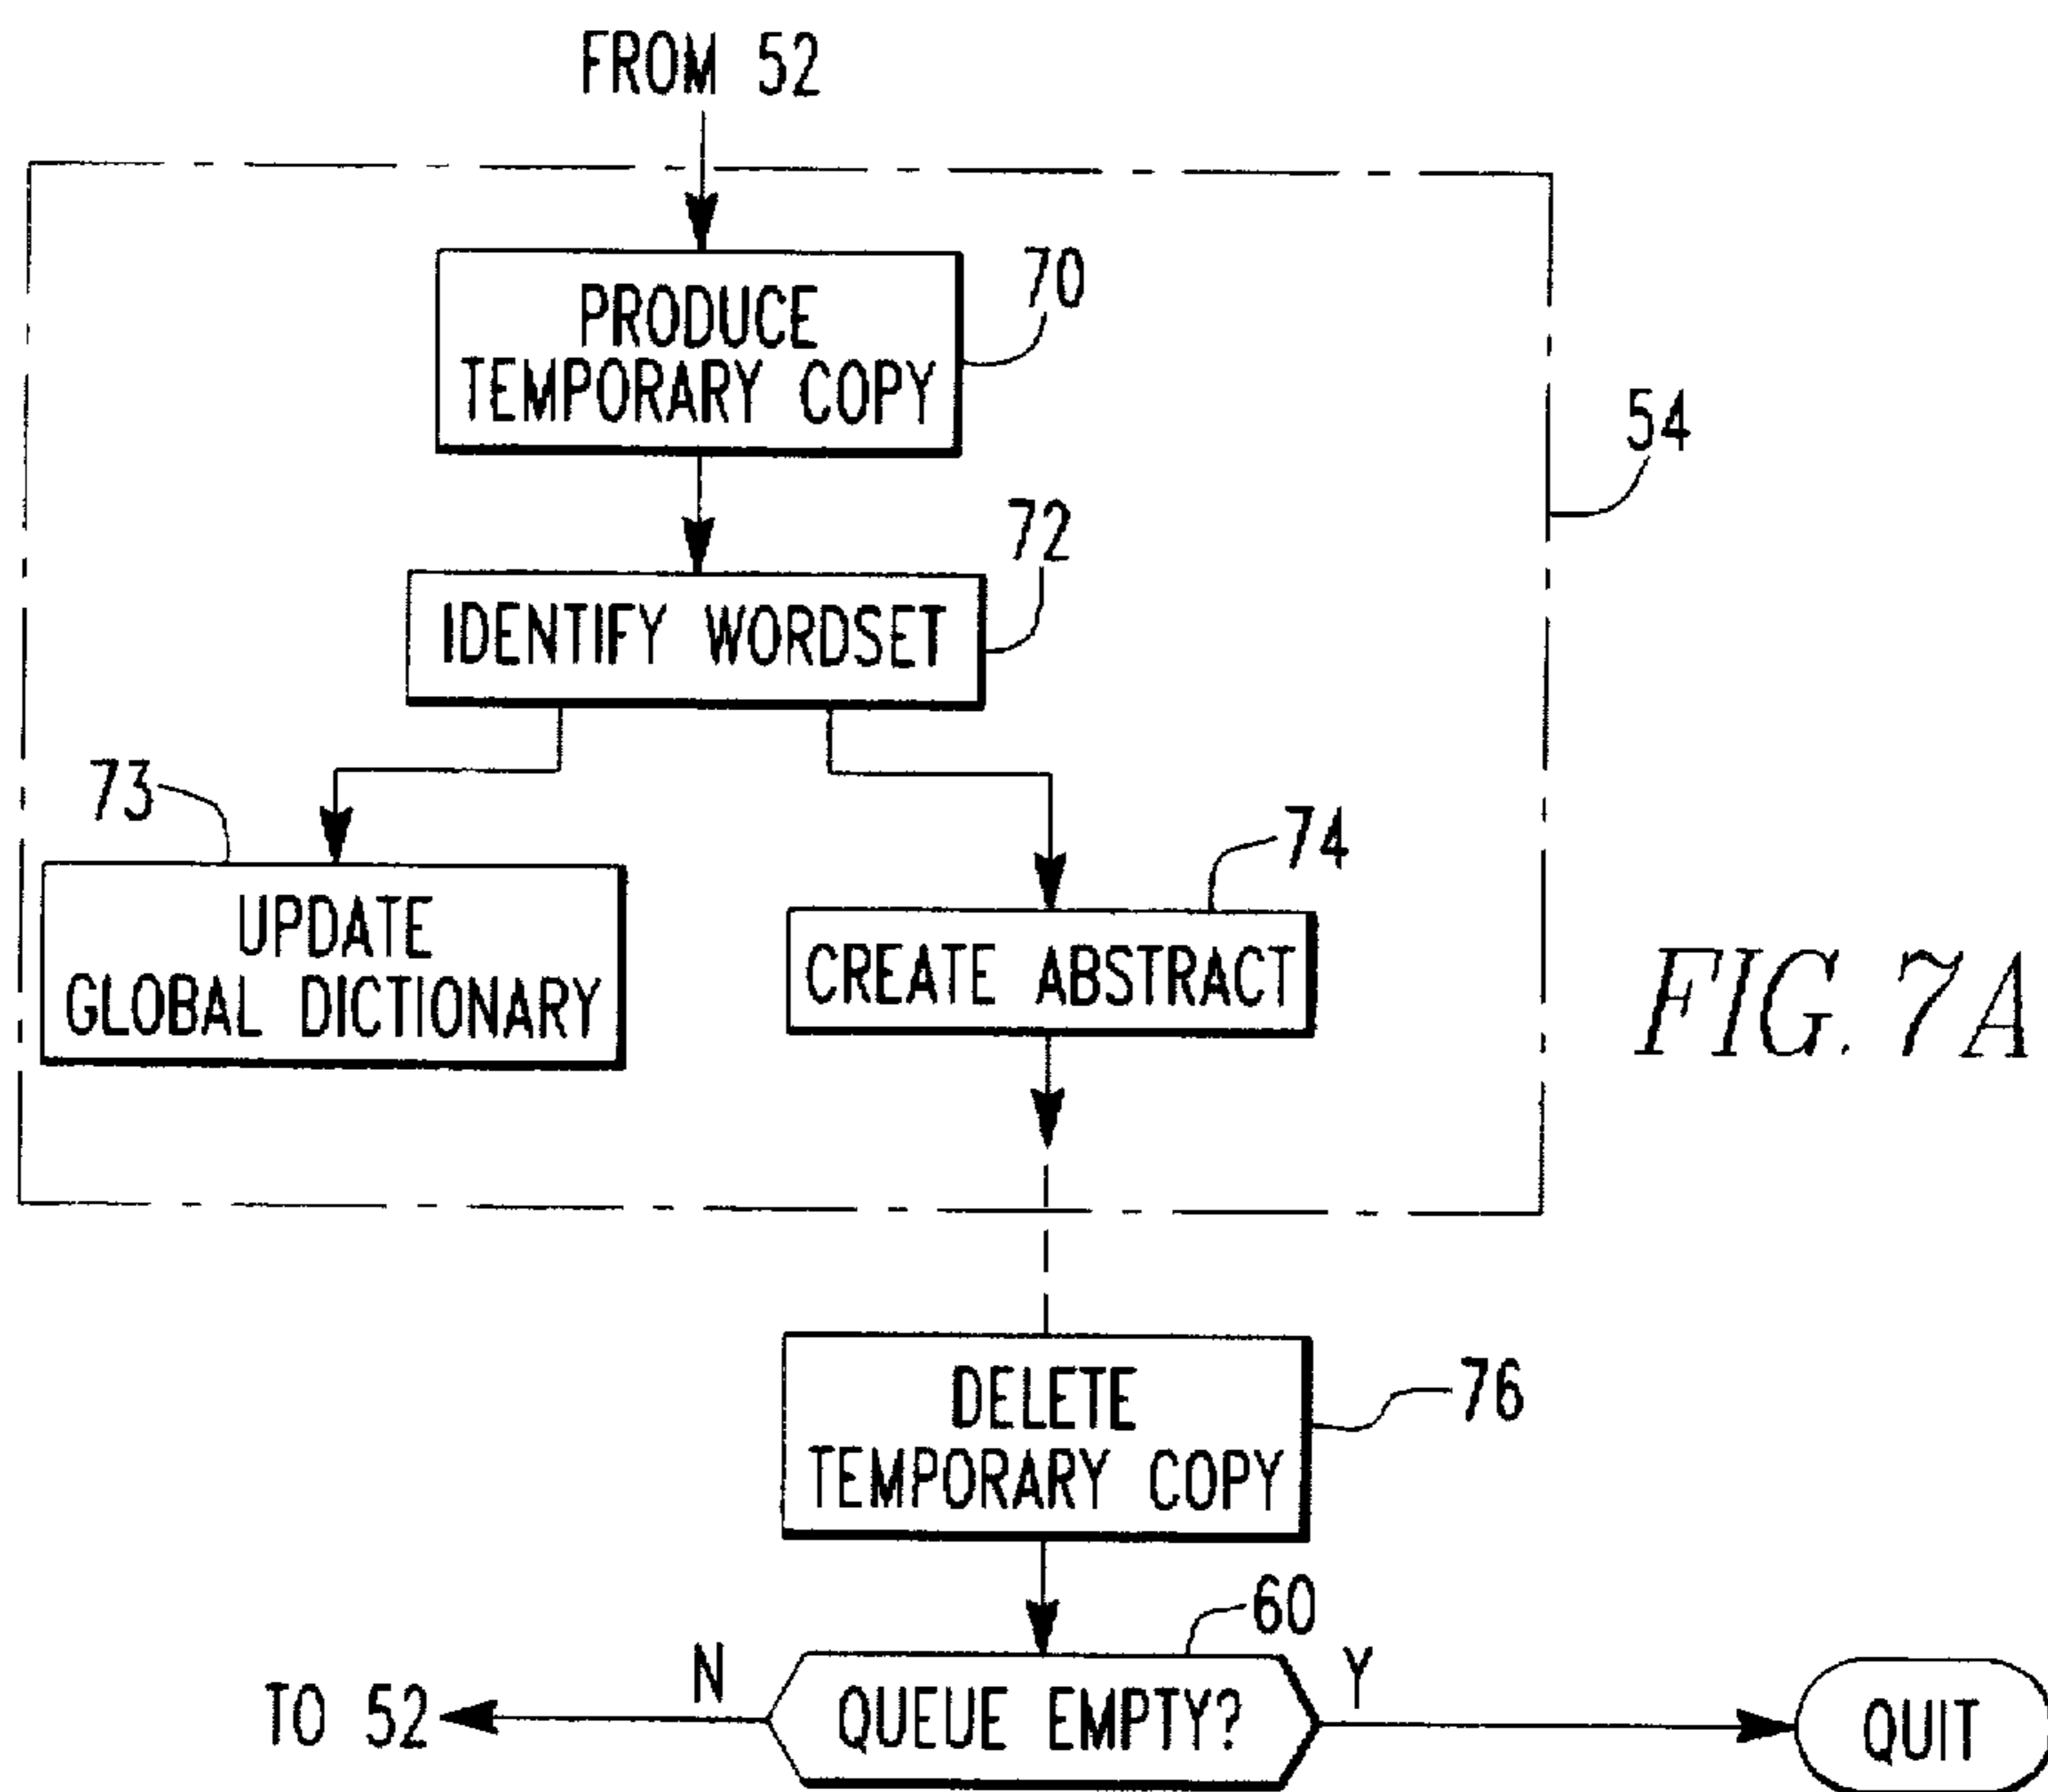 FROM 52
PRODUCE
TEMPORARY COPY
70
54
IDENTIFY WORDSET
72
73
UPDATE
GLOBAL DICTIONARY
74
CREATE ABSTRACT
FIG. 7A
DELETE
TEMPORARY COPY
76
60
N
Y
TO 52
QUEUE EMPTY?
QUIT